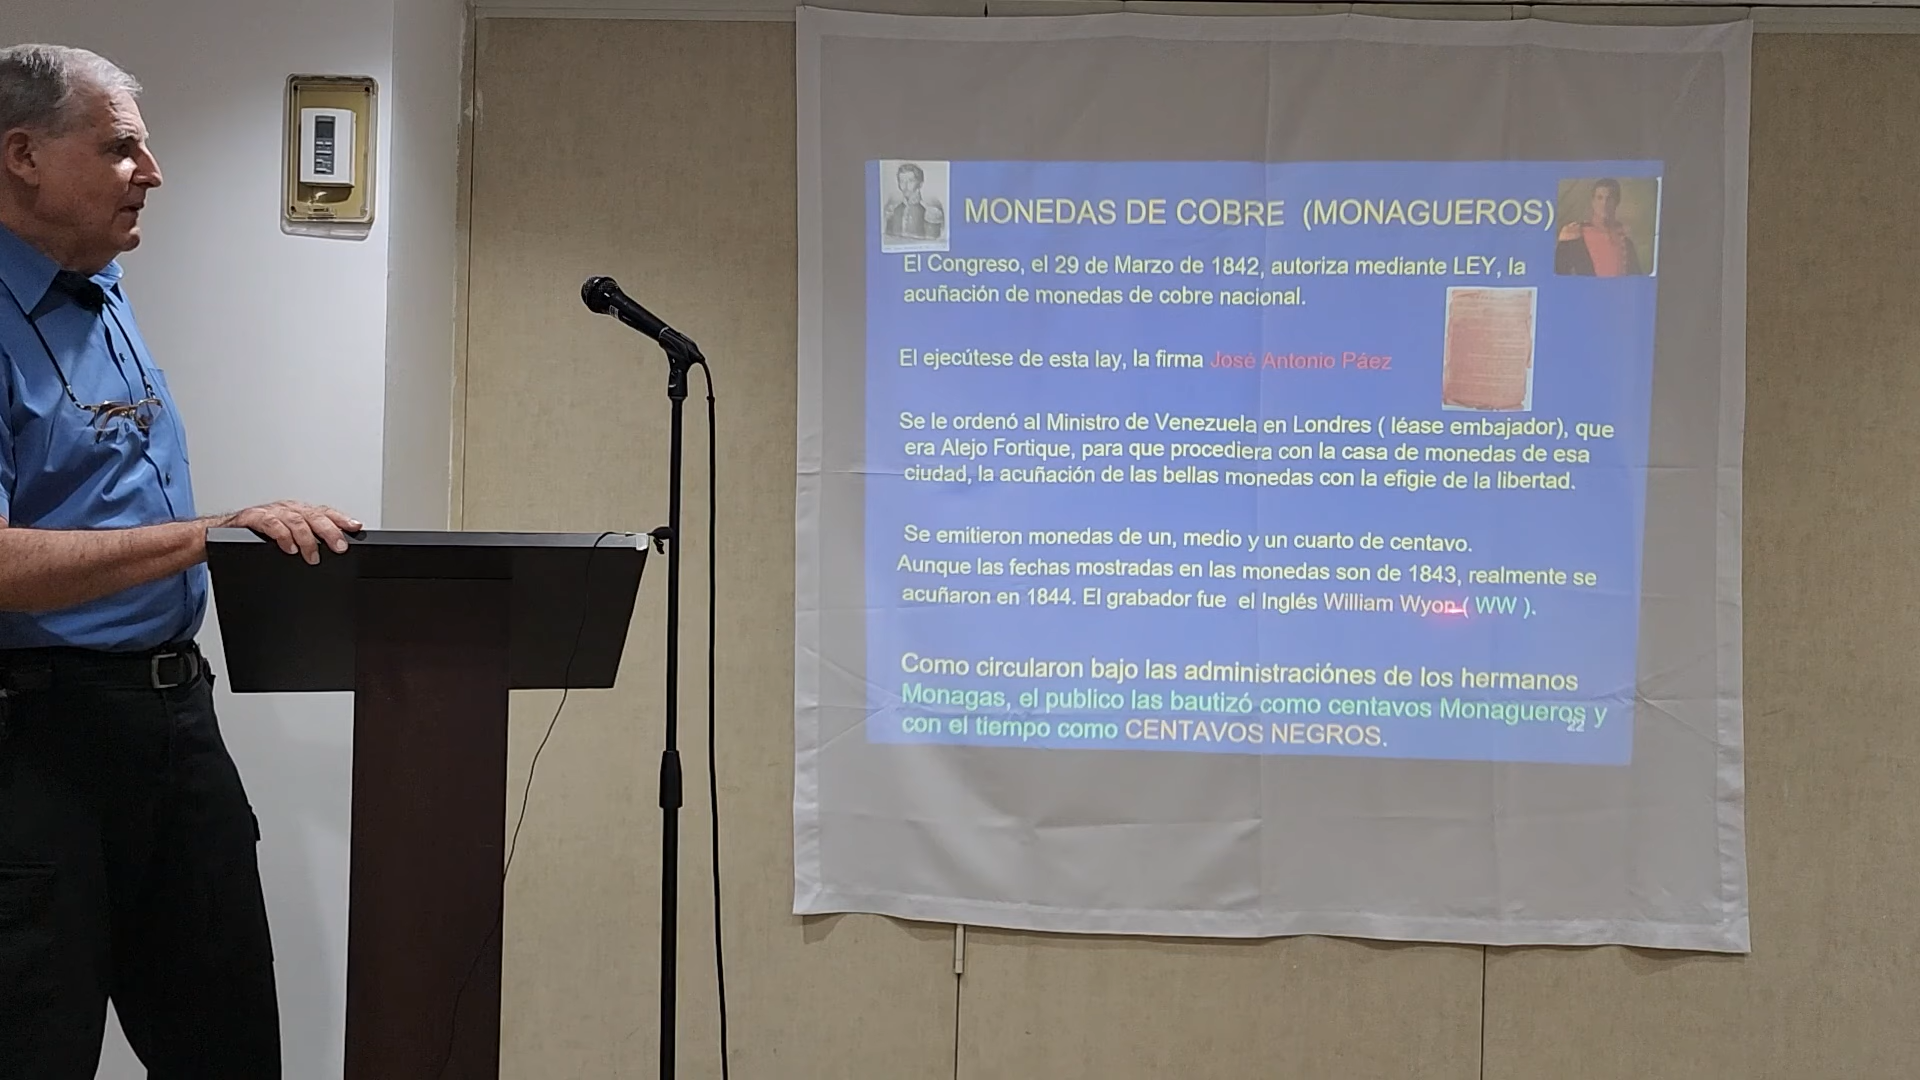 MONEDAS DE COBRE (MONAGUEROS)
El Congreso, el 29 de Marzo de 1842, autoriza mediante LEY, la
acuñación de monedas de cobre nacional.
El ejecútese de esta lay, la firma José Antonio Páez
Se le ordenó al Ministro de Venezuela en Londres ( léase embajador), que
era Alejo Fortique, para que procediera con la casa de monedas de esa
ciudad, la acuñación de las bellas monedas con la efigie de la libertad.
Se emitieron monedas de un, medio y un cuarto de centavo.
Aunque las fechas mostradas en las monedas son de 1843, realmente se
acuñaron en 1844. El grabador fue el Inglés William Wyon ( WW ).
Como circularon bajo las administraciónes de los hermanos
Monagas, el publico las bautizó como centavos Monagueros y
con el tiempo como CENTAVOS NEGROS.
22